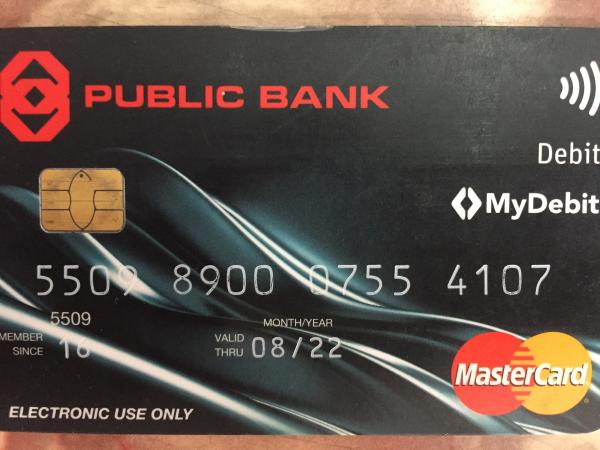 PUBLIC BANK
Debit
MyDebit
5509 8900 0755 4107
5509
MONTH/YEAR
MEMBER SINCE 16 VALID THRU 08/22
MasterCard
ELECTRONIC USE ONLY